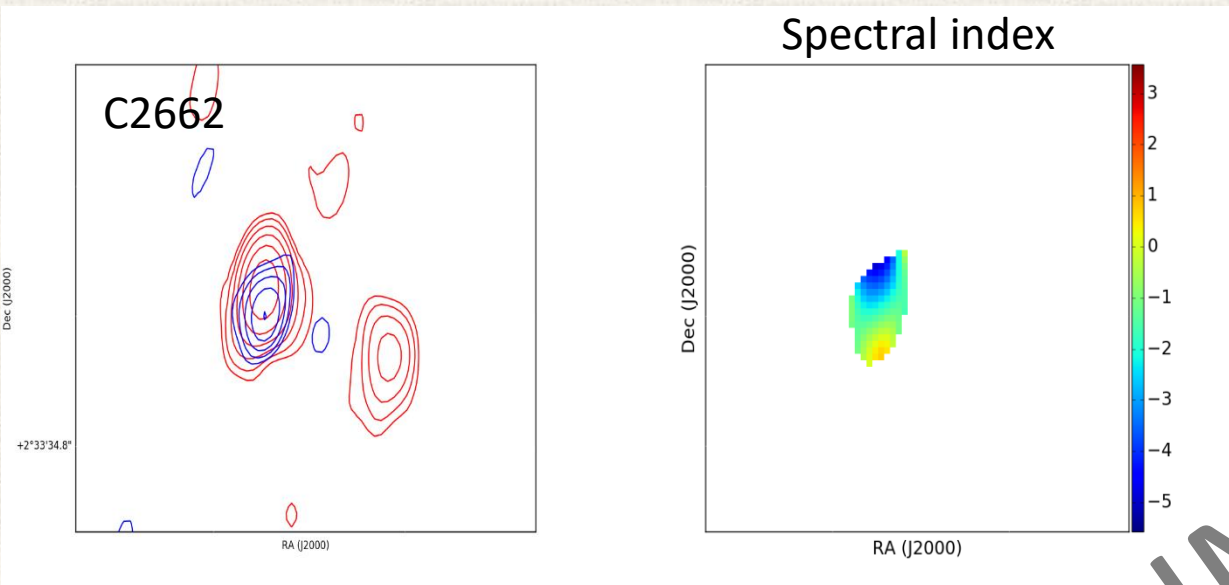 Spectral index
C2662
Dec (J2000)
+2°33'34.8"
RA (J2000)
Dec (J2000)
RA (J2000)
3
2
1
0
−1
−2
−3
−4
−5